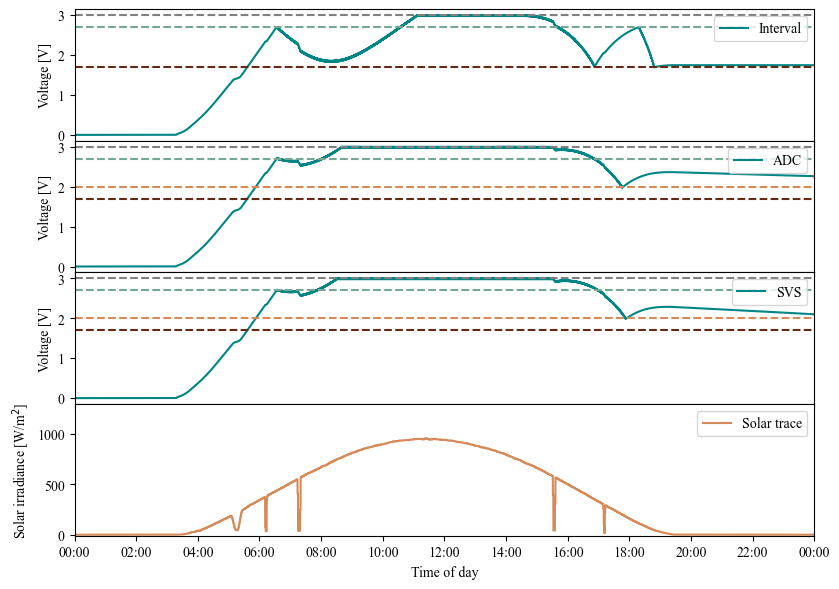 Voltage [V]
3
2
1
0
Interval
Voltage [V]
3
2
1
0
ADC
Voltage [V]
3
2
1
0
SVS
Solar irradiance [W/m²]
1000
500
0
Solar trace
00:00 02:00 04:00 06:00 08:00 10:00 12:00 14:00 16:00 18:00 20:00 00:00
Time of day